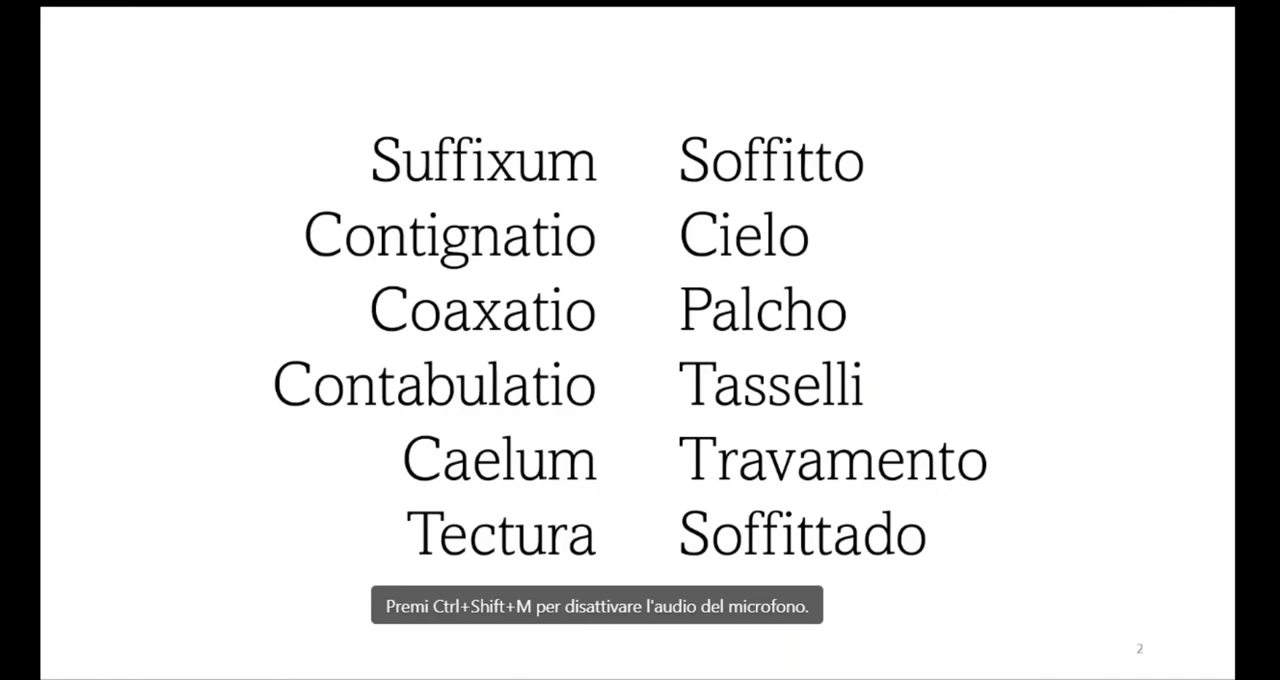 Suffixum Soffitto
Contignatio Cielo
Coaxatio Palcho
Contabulatio Tasselli
Caelum Travamento
Tectura Soffittado
Premi Ctrl+Shift+M per disattivare l'audio del microfono.
2